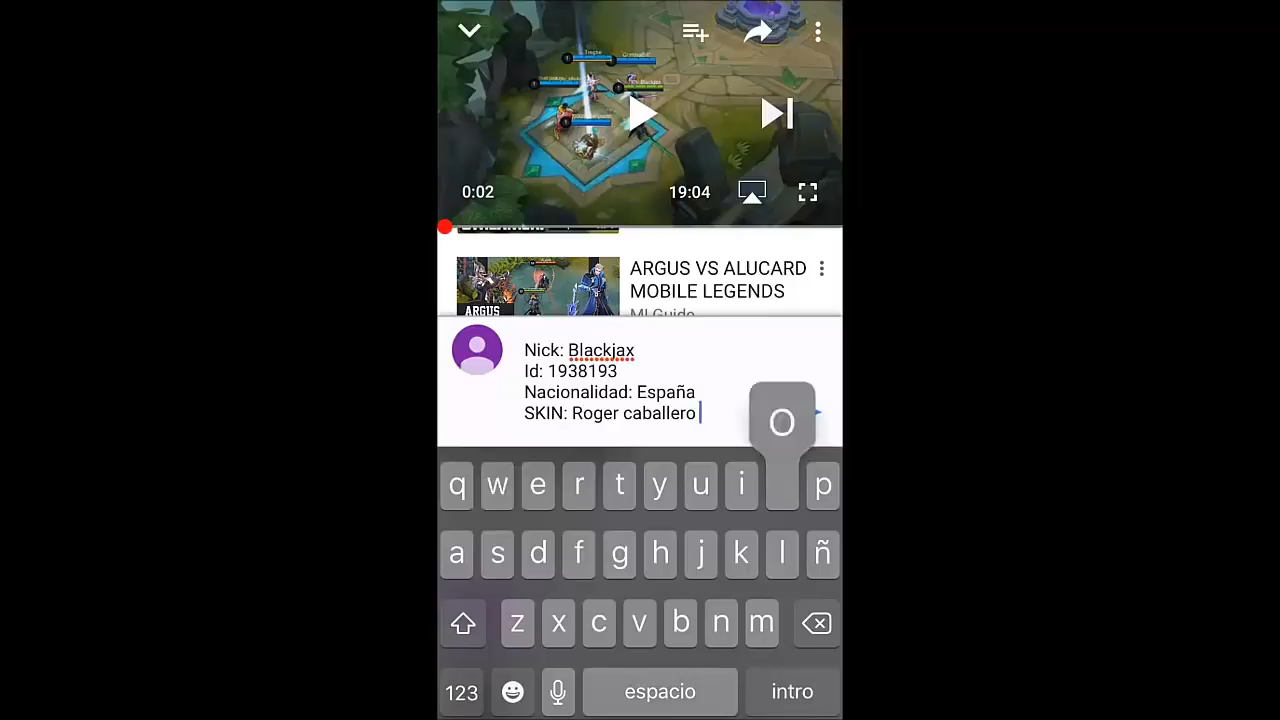 0:02
19:04
ARGUS VS ALUCARD
MOBILE LEGENDS
ARGUS
Nick: Blackjax
Id: 1938193
Nacionalidad: España
SKIN: Roger caballero
O
q w e r t y u i p
a s d f g h j k l ñ
z x c v b n m
123 espacio intro